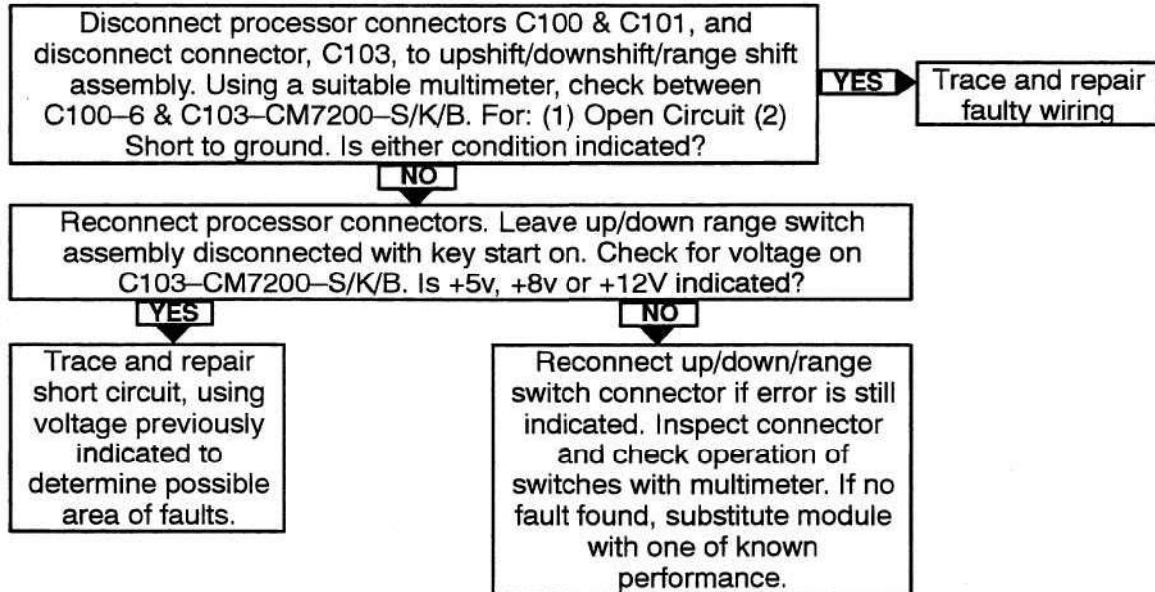 Disconnect processor connectors C100 & C101, and
disconnect connector, C103, to upshift/downshift/range shift
assembly. Using a suitable multimeter, check between
C100–6 & C103–CM7200–S/K/B. For: (1) Open Circuit (2)
Short to ground. Is either condition indicated?
YES
Trace and repair
faulty wiring
NO
Reconnect processor connectors. Leave up/down range switch
assembly disconnected with key start on. Check for voltage on
C103–CM7200–S/K/B. Is +5v, +8v or +12V indicated?
YES
Trace and repair
short circuit, using
voltage previously
indicated to
determine possible
area of faults.
NO
Reconnect up/down/range
switch connector if error is still
indicated. Inspect connector
and check operation of
switches with multimeter. If no
fault found, substitute module
with one of known
performance.